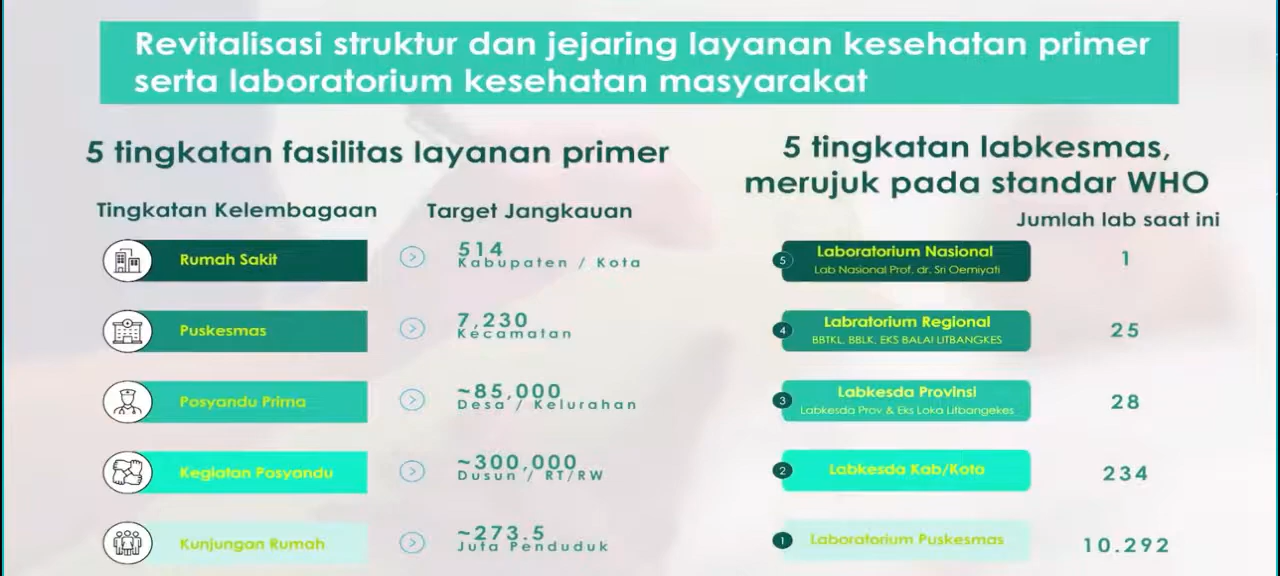 Revitalisasi struktur dan jejaring layanan kesehatan primer
serta laboratorium kesehatan masyarakat
5 tingkatan fasilitas layanan primer
Tingkatan Kelembagaan
Target Jangkauan
Rumah Sakit
514
Kabupaten / Kota
Puskesmas
7,230
Kecamatan
Posyandu Prima
~85,000
Desa / Kelurahan
Kegiatan Posyandu
~300,000
Dusun / RT/RW
Kunjungan Rumah
~273.5
Juta Penduduk
5 tingkatan labkesmas,
merujuk pada standar WHO
Jumlah lab saat ini
5
Laboratorium Nasional
Lab Nasional Prof. dr. Sri Oemiyati
1
4
Labratorium Regional
BBTKL, BBLK, EKS BALAI LITBANGKES
25
3
Labkesda Provinsi
Labkesda Prov & Eks Loka Litbangekes
28
2
Labkesda Kab/Kota
234
1
Laboratorium Puskesmas
10.292